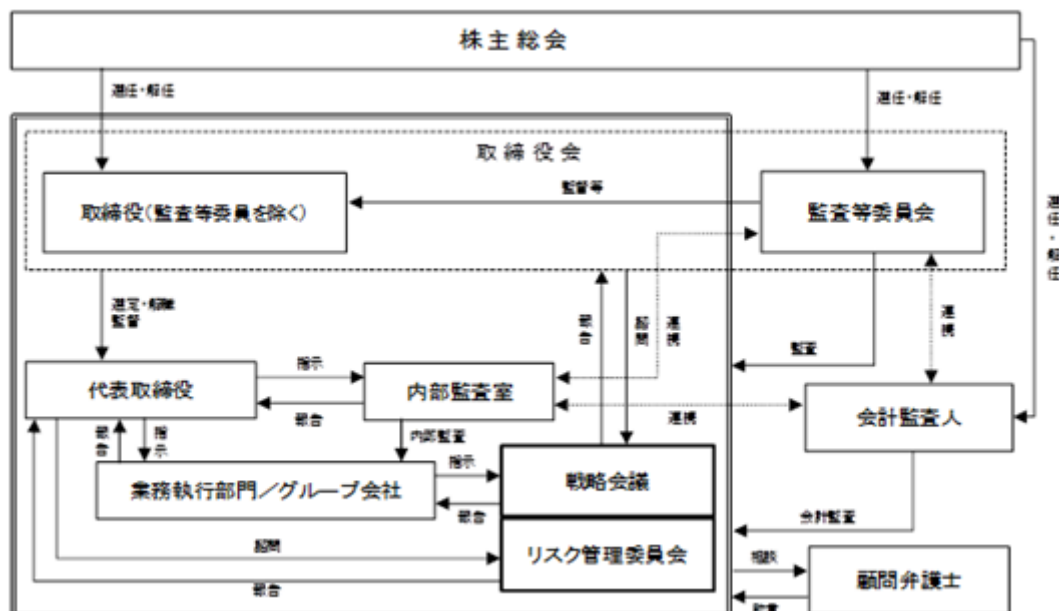 株主総会
選任・解任
選任・解任
取締役会
監督等
取締役(監査等委員を除く)
監査等委員会
選任・解任
選定・解職
監督
報告
諮問
連携
連携
監査
指示
代表取締役
内部監査室
報告
連携
会計監査人
報告
指示
内部監査
指示
業務執行部門/グループ会社
戦略会議
報告
会計監査
諮問
リスク管理委員会
報告
相談
顧問弁護士